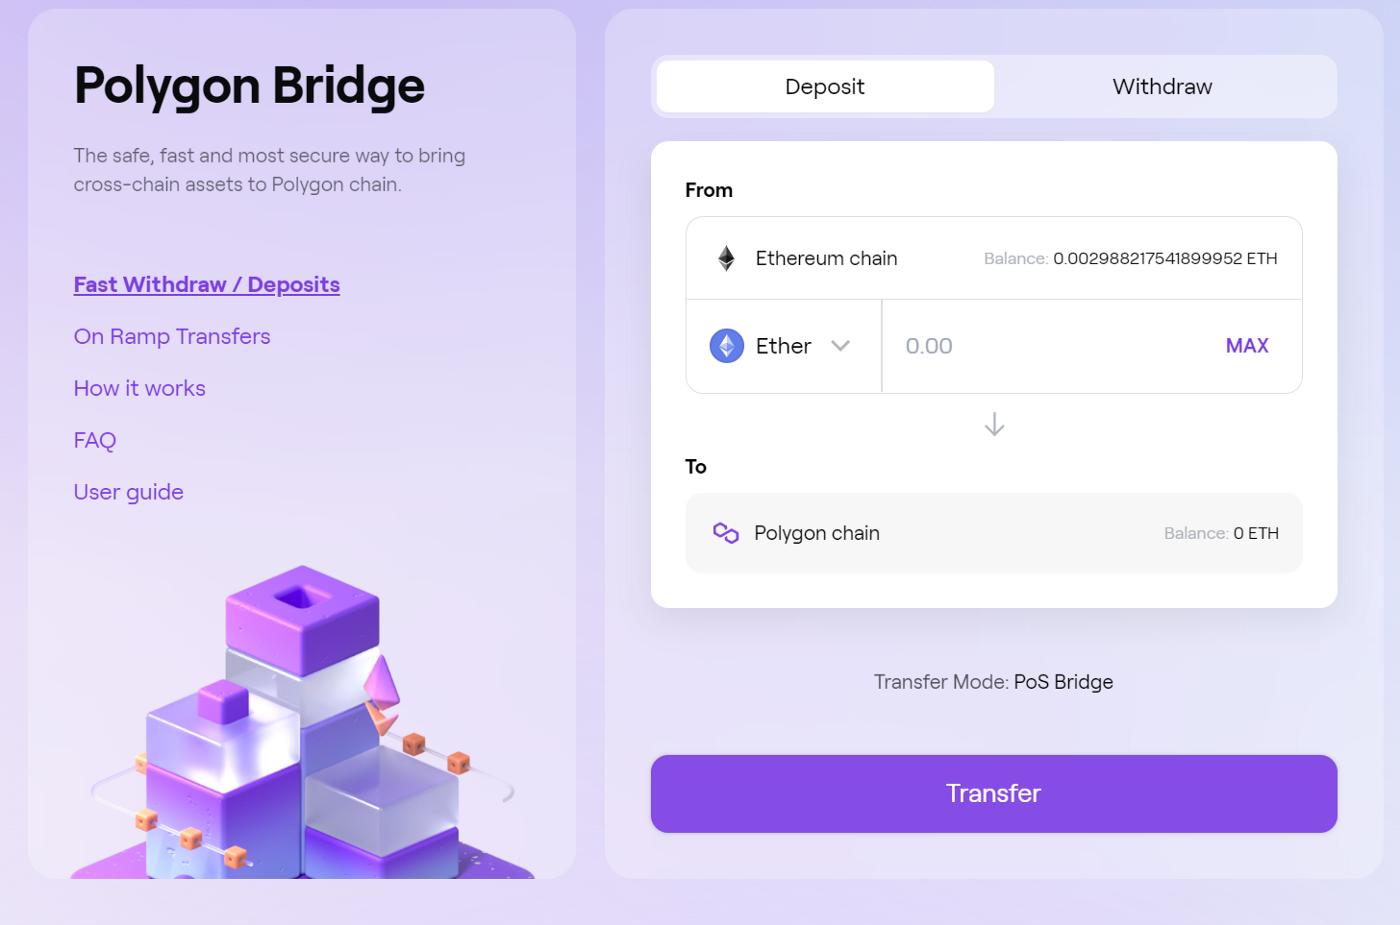 Polygon Bridge
The safe, fast and most secure way to bring
cross-chain assets to Polygon chain.
Fast Withdraw / Deposits
On Ramp Transfers
How it works
FAQ
User guide
Deposit
Withdraw
From
Ethereum chain
Balance: 0.002988217541899952 ETH
Ether
0.00
MAX
To
Polygon chain
Balance: 0 ETH
Transfer Mode: PoS Bridge
Transfer